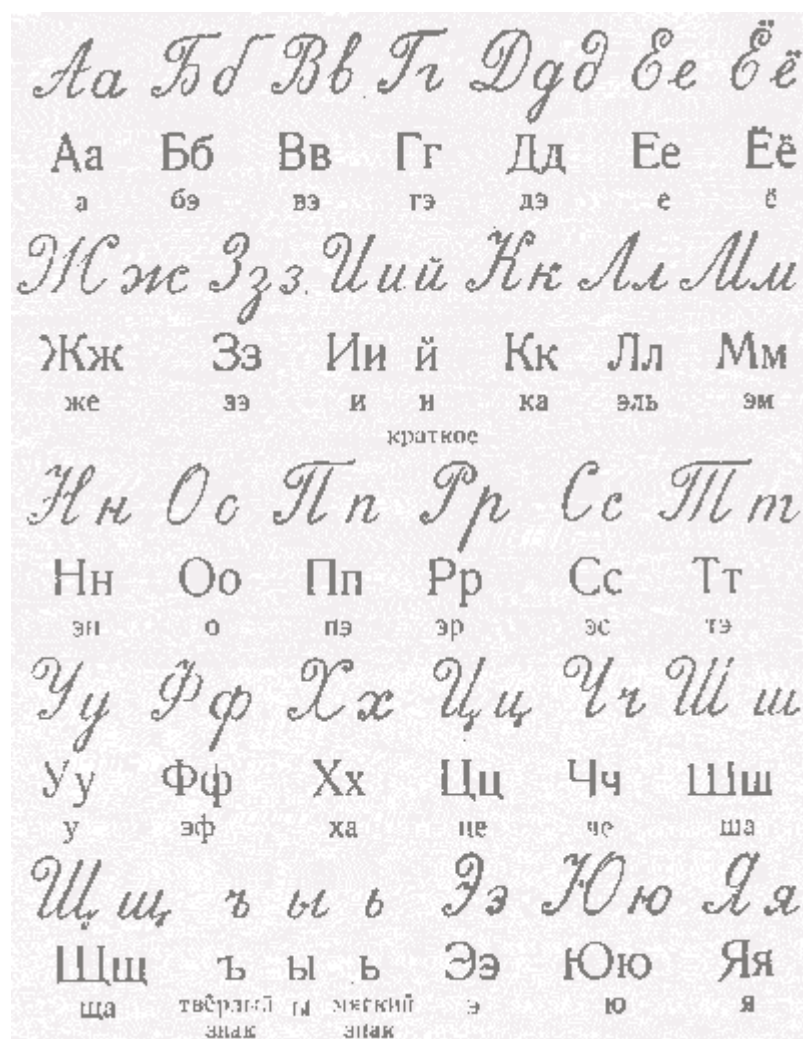 Аа Бб Вв Гг Ддд Ее Ёё
Аа Бб Вв Гг Дд Ее Ёё
а бэ вэ гэ дэ е ё
Жж Ззз Иий Кк Лл Мм
Жж Зз Ии й Кк Лл Мм
же зэ и и ка эль эм
краткое
Нн Оо Пп Рр Сс Тт
Нн Оо Пп Рр Сс Тт
эн о пэ эр эс тэ
Уу Фф Хх Цц Чч Шш
Уу Фф Хх Цц Чч Шш
у эф ха це че ша
Щщ ъ ы ь Ээ Юю Яя
Щщ ъ ы ь Ээ Юю Яя
ща твёрдый ы мягкий э ю я
знак знак